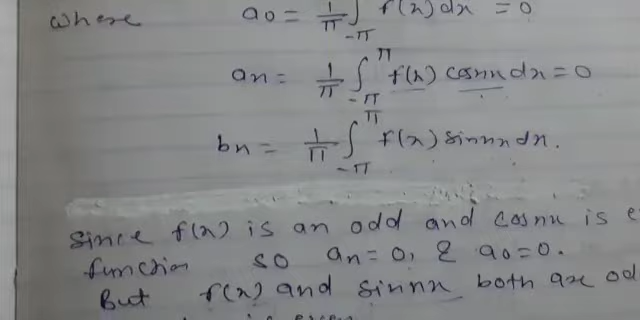 where a0 = 1/π ∫_{-π} f(x) dx = 0
an = 1/π ∫_{-π}^{π} f(x) cosnx dx = 0
bn = 1/π ∫_{-π}^{π} f(x) sinnx dx.
Since f(x) is an odd and cosnx is
function so an = 0, & a0 = 0.
But f(x) and sinnx both are od